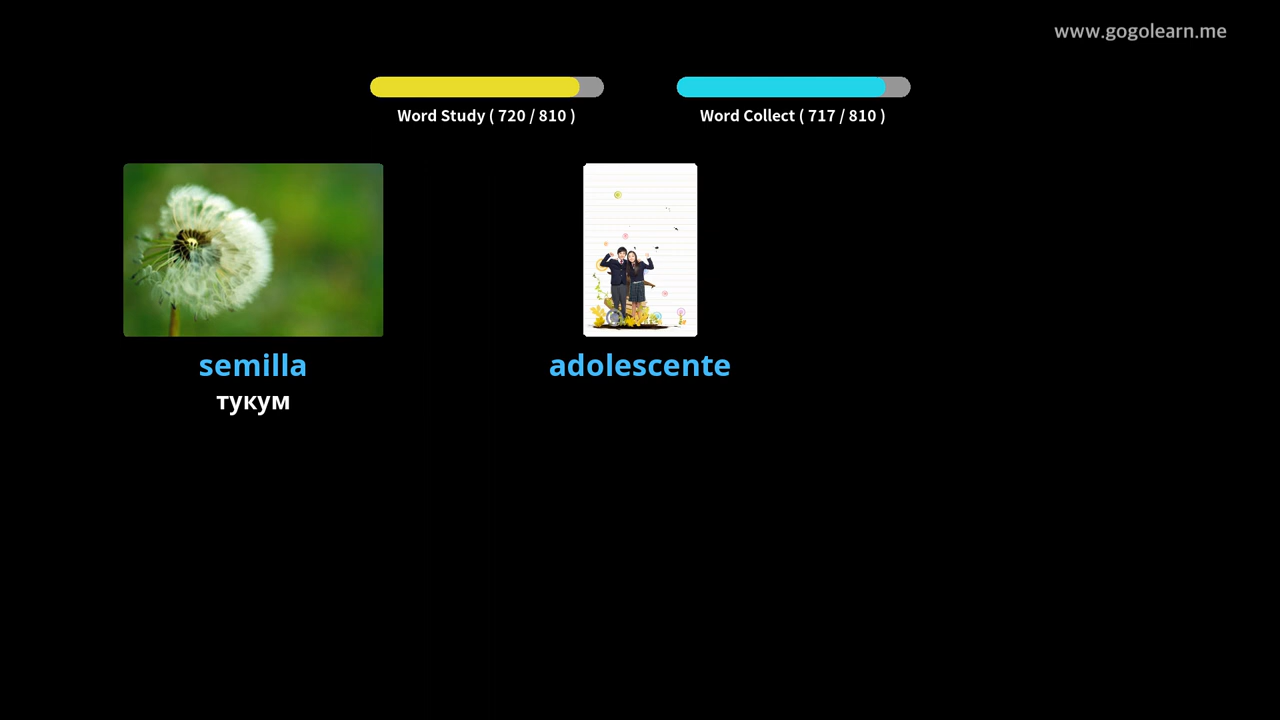 www.gogolearn.me
Word Study ( 720 / 810 )
Word Collect ( 717 / 810 )
semilla
тукум
adolescente